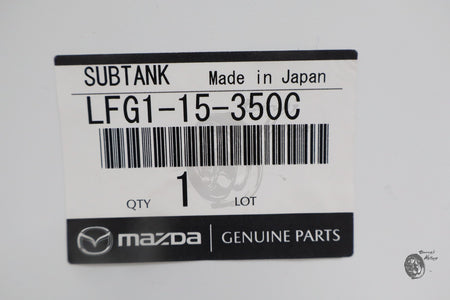 SUBTANK Made in Japan
LFG1-15-350C
QTY 1 LOT
mazda GENUINE PARTS